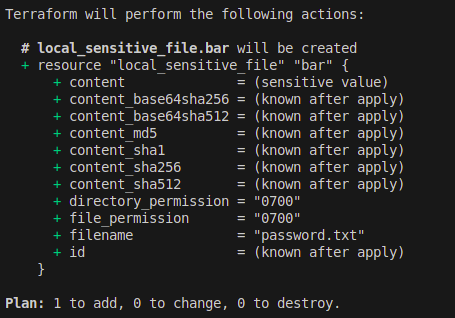 Terraform will perform the following actions:
# local_sensitive_file.bar will be created
+ resource "local_sensitive_file" "bar" {
+ content = (sensitive value)
+ content_base64sha256 = (known after apply)
+ content_base64sha512 = (known after apply)
+ content_md5 = (known after apply)
+ content_sha1 = (known after apply)
+ content_sha256 = (known after apply)
+ content_sha512 = (known after apply)
+ directory_permission = "0700"
+ file_permission = "0700"
+ filename = "password.txt"
+ id = (known after apply)
}
Plan: 1 to add, 0 to change, 0 to destroy.